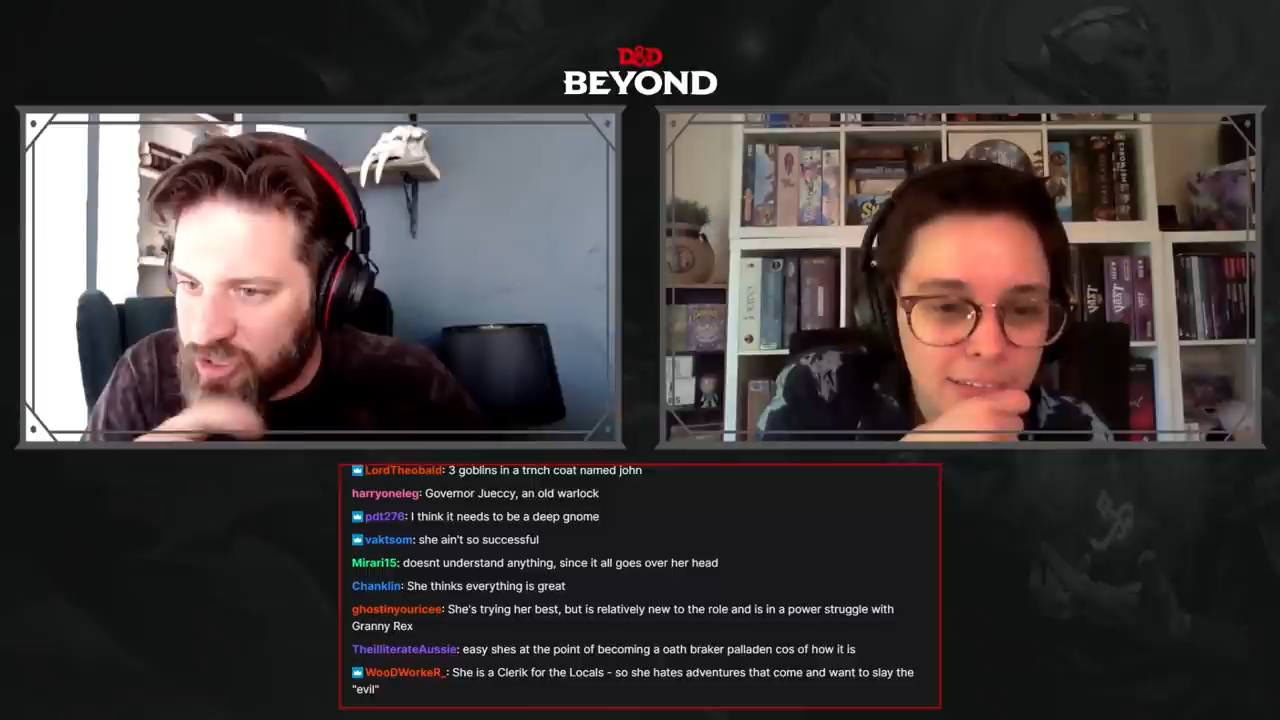 D&D
BEYOND
LordTheobald: 3 goblins in a trnch coat named john
harryoneleg: Governor Jueccy, an old warlock
pdt276: I think it needs to be a deep gnome
vaktsom: she ain't so successful
Mirari15: doesnt understand anything, since it all goes over her head
Chanklin: She thinks everything is great
ghostinyouricee: She's trying her best, but is relatively new to the role and is in a power struggle with
Granny Rex
TheilliterateAussie: easy shes at the point of becoming a oath braker palladen cos of how it is
WooDWorkeR_: She is a Clerik for the Locals - so she hates adventures that come and want to slay the
"evil"
VAST
VAST